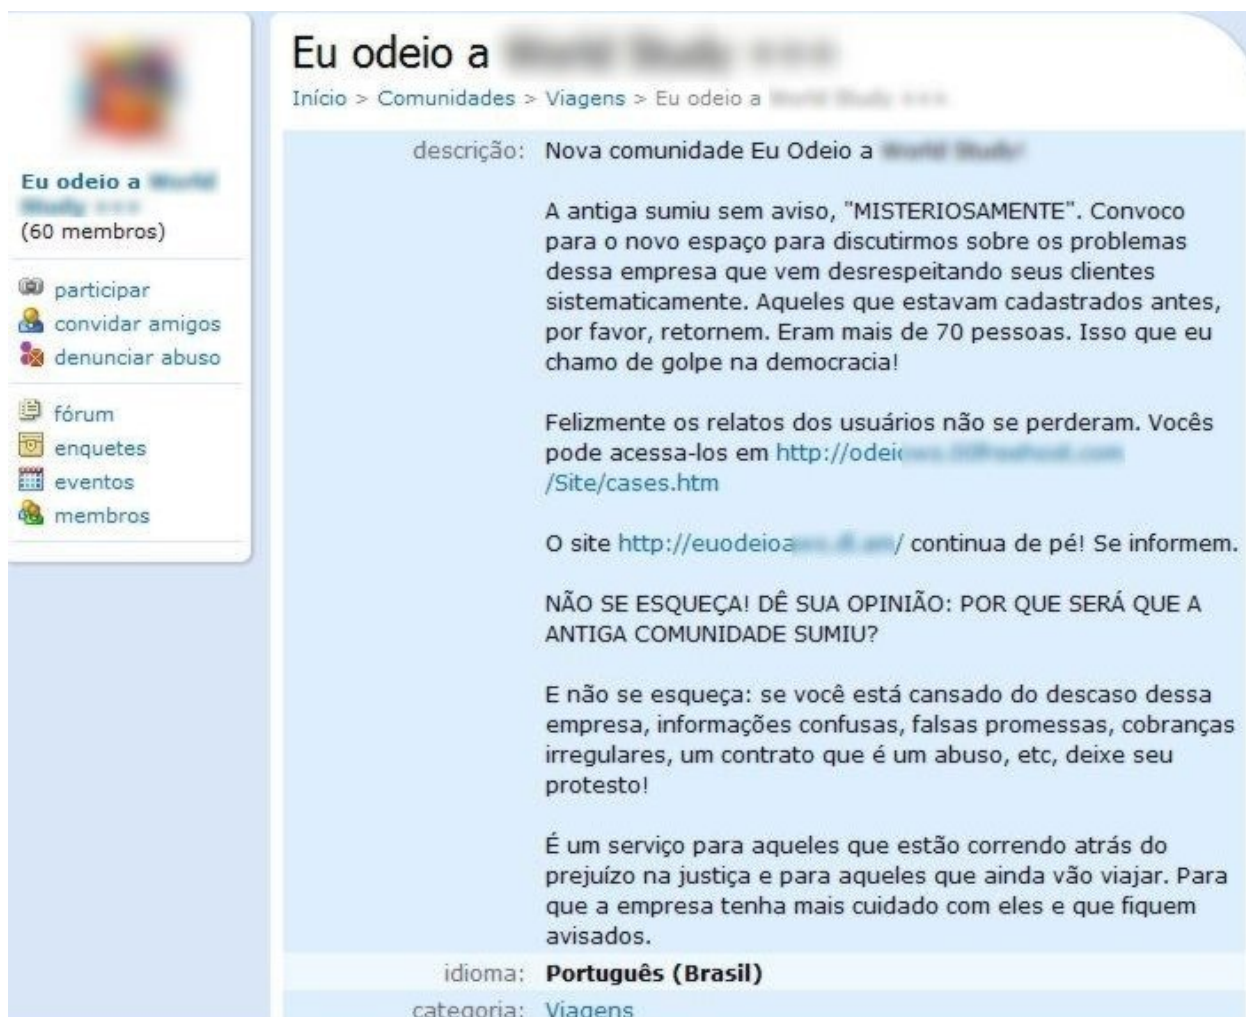 Eu odeio a
Início > Comunidades > Viagens > Eu odeio a
Eu odeio a
(60 membros)
participar
convidar amigos
denunciar abuso
fórum
enquetes
eventos
membros
descrição: Nova comunidade Eu Odeio a
A antiga sumiu sem aviso, "MISTERIOSAMENTE". Convoco
para o novo espaço para discutirmos sobre os problemas
dessa empresa que vem desrespeitando seus clientes
sistematicamente. Aqueles que estavam cadastrados antes,
por favor, retornem. Eram mais de 70 pessoas. Isso que eu
chamo de golpe na democracia!
Felizmente os relatos dos usuários não se perderam. Vocês
pode acessa-los em http://odeio
/Site/cases.htm
O site http://euodeioa / continua de pé! Se informem.
NÃO SE ESQUEÇA! DÊ SUA OPINIÃO: POR QUE SERÁ QUE A
ANTIGA COMUNIDADE SUMIU?
E não se esqueça: se você está cansado do descaso dessa
empresa, informações confusas, falsas promessas, cobranças
irregulares, um contrato que é um abuso, etc, deixe seu
protesto!
É um serviço para aqueles que estão correndo atrás do
prejuízo na justiça e para aqueles que ainda vão viajar. Para
que a empresa tenha mais cuidado com eles e que fiquem
avisados.
idioma: Português (Brasil)
categoria: Viagens